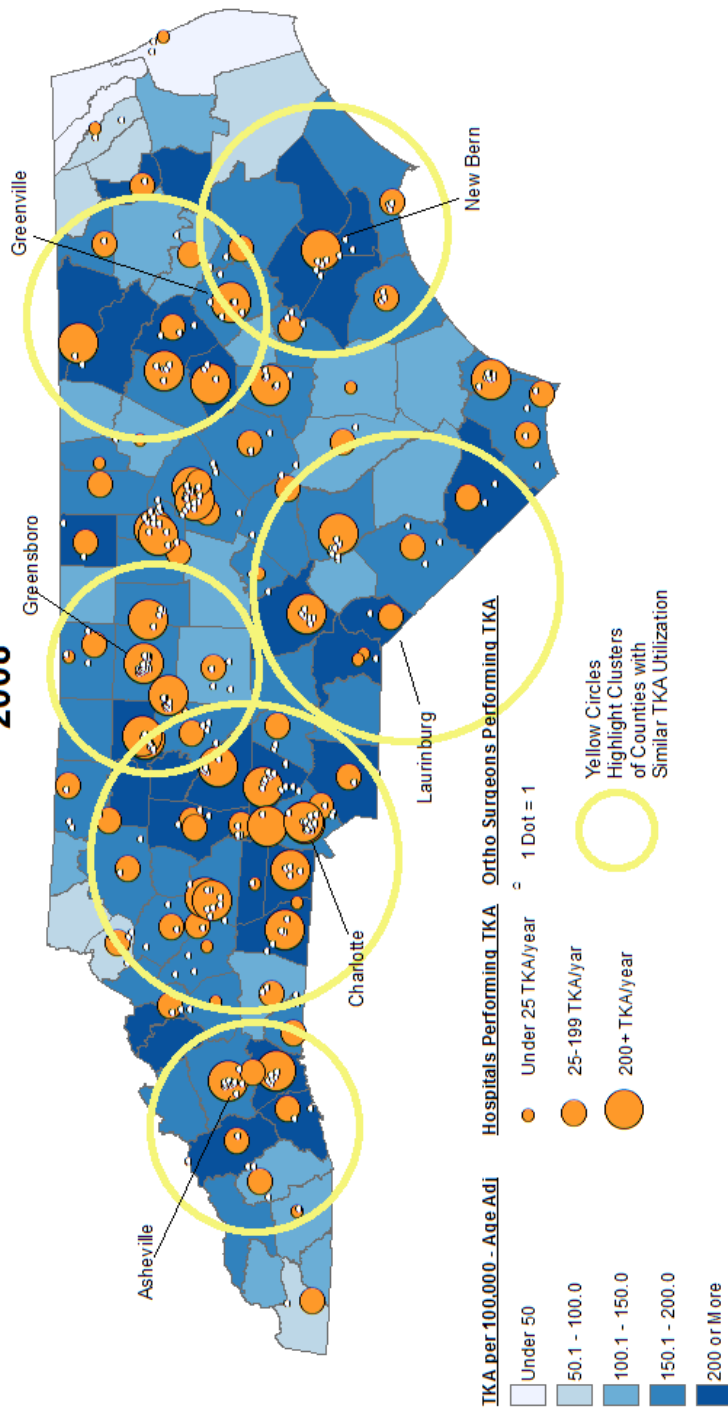 2008
Asheville
Charlotte
Greensboro
Greenville
New Bern
Laurinburg
TKA per 100,000 - Age Adj
Under 50
50.1 - 100.0
100.1 - 150.0
150.1 - 200.0
200 or More
Hospitals Performing TKA
Under 25 TKA/year
25-199 TKA/yar
200+ TKA/year
Ortho Surgeons Performing TKA
1 Dot = 1
Yellow Circles
Highlight Clusters
of Counties with
Similar TKA Utilization